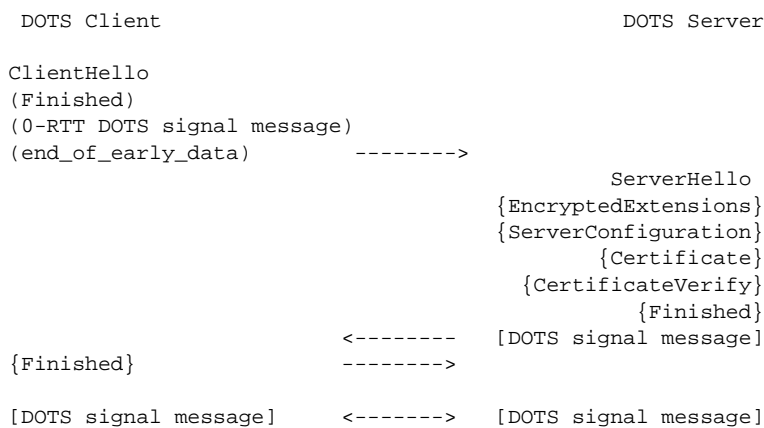 DOTS Client                                    DOTS Server
ClientHello
(Finished)
(0-RTT DOTS signal message)
(end_of_early_data)        -------->
ServerHello
{EncryptedExtensions}
{ServerConfiguration}
{Certificate}
{CertificateVerify}
{Finished}
<--------   [DOTS signal message]
{Finished}                -------->
[DOTS signal message]     <------->   [DOTS signal message]